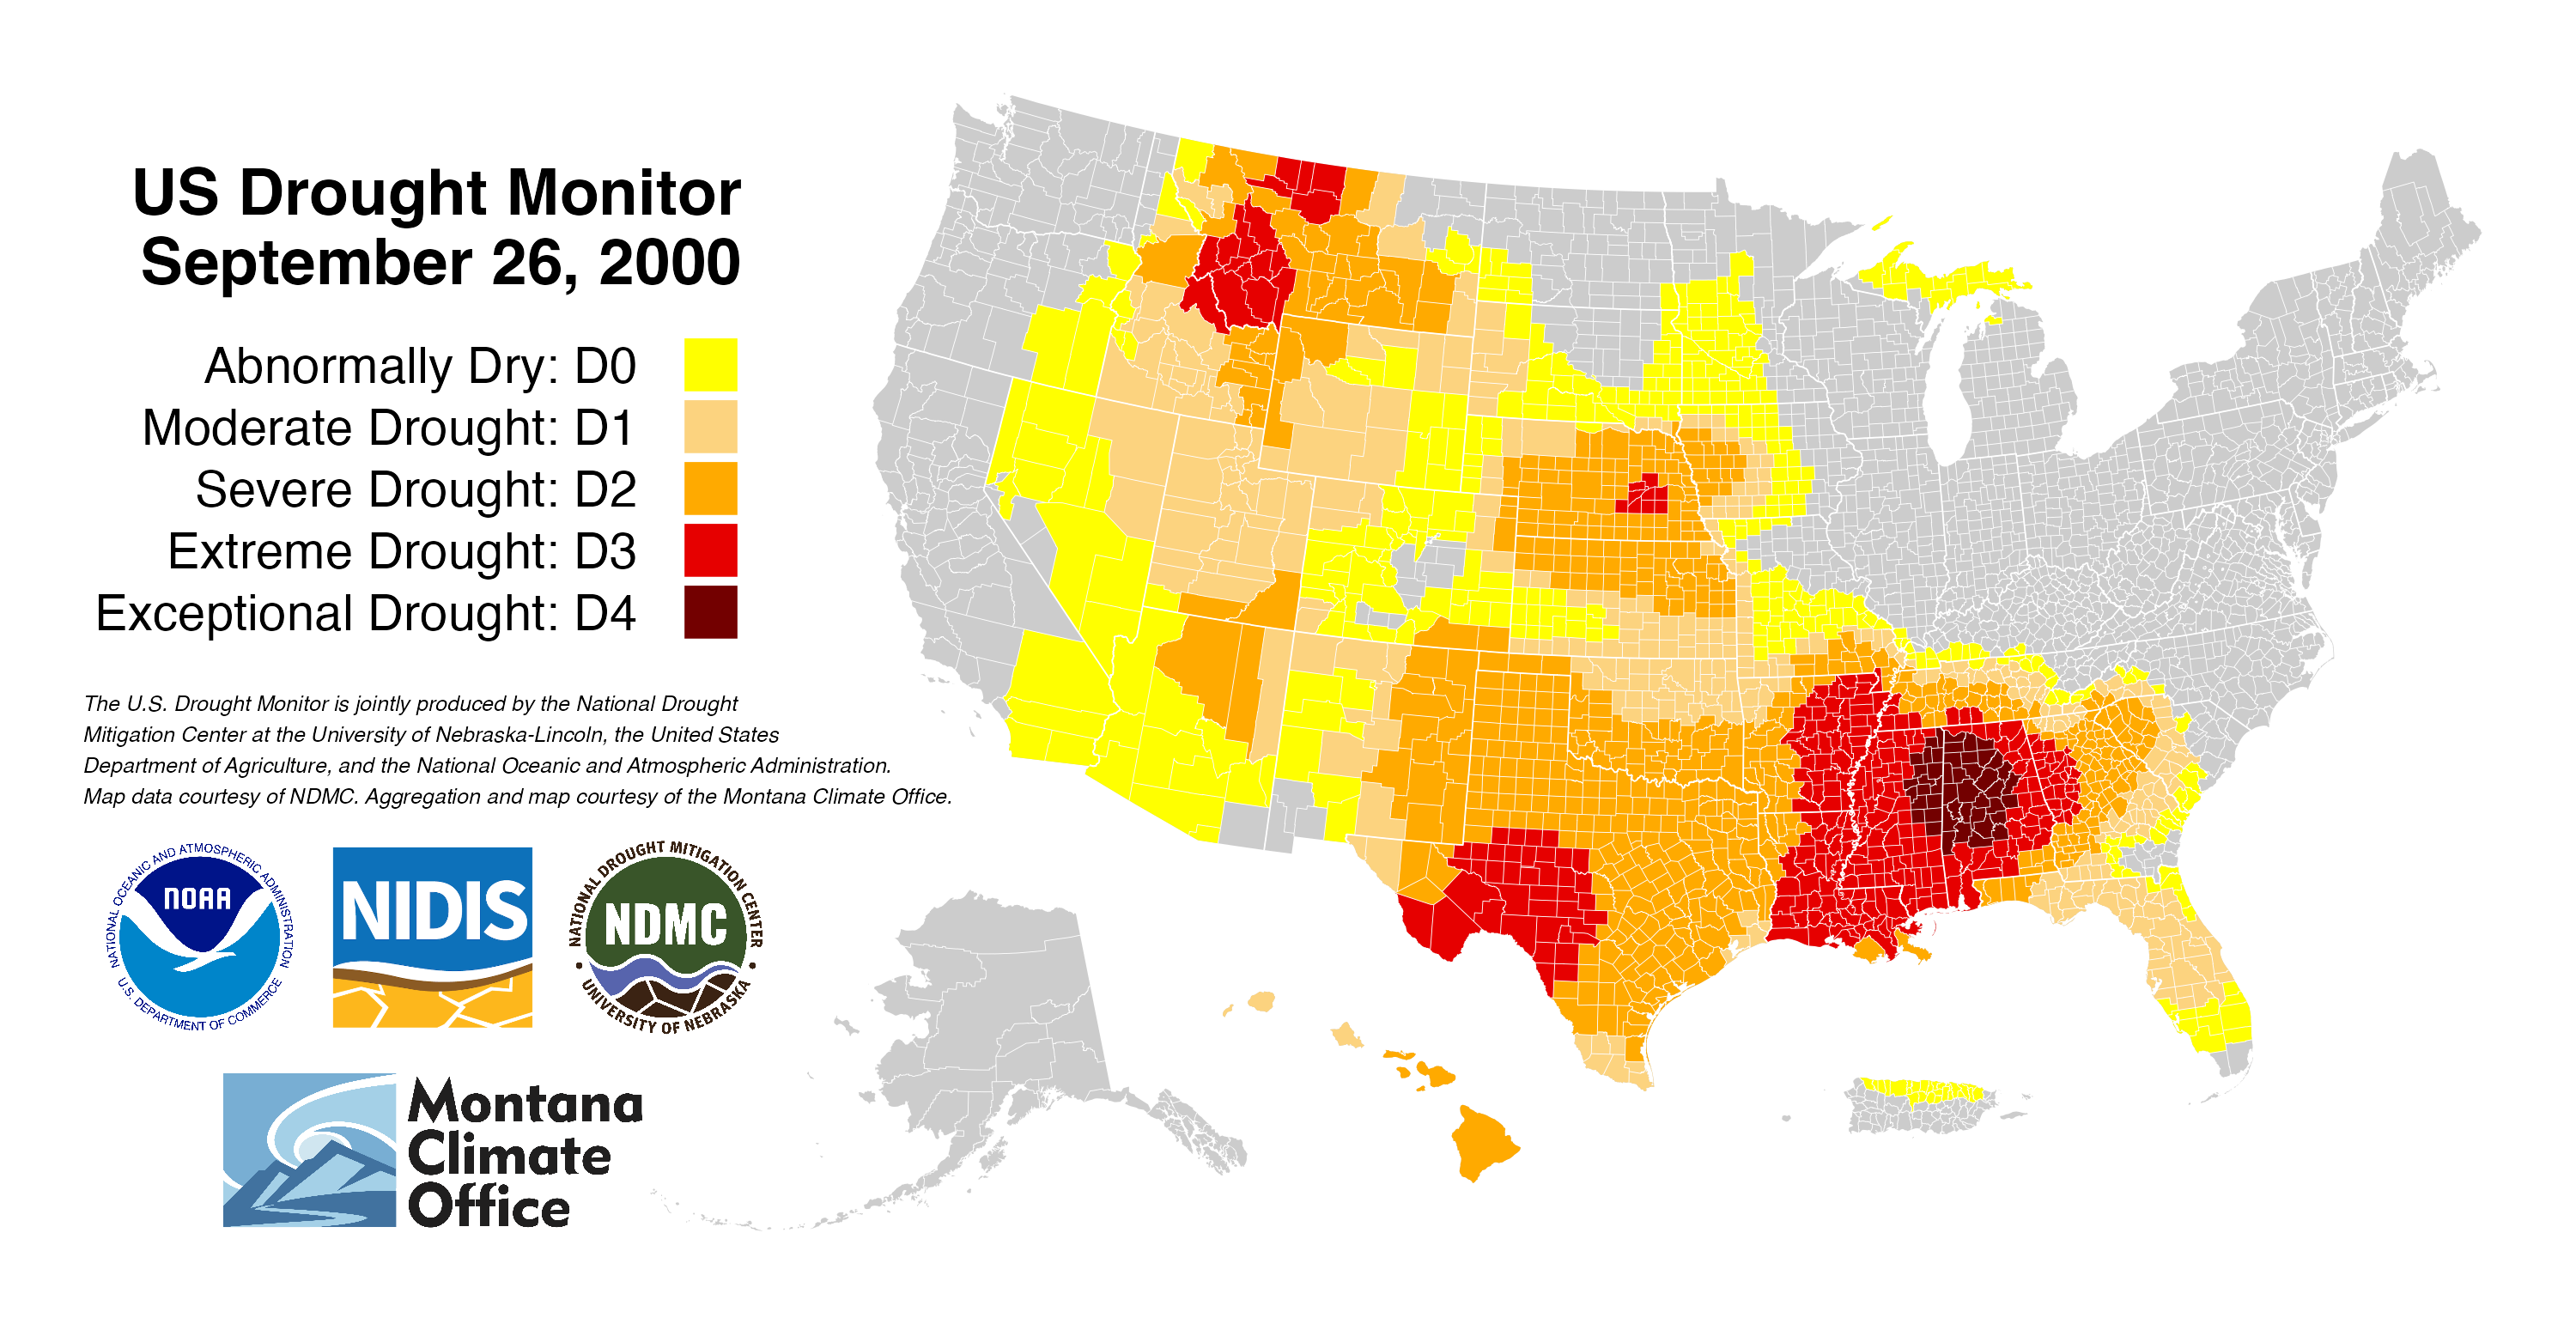 US Drought Monitor
September 26, 2000
Abnormally Dry: D0
Moderate Drought: D1
Severe Drought: D2
Extreme Drought: D3
Exceptional Drought: D4
The U.S. Drought Monitor is jointly produced by the National Drought
Mitigation Center at the University of Nebraska-Lincoln, the United States
Department of Agriculture, and the National Oceanic and Atmospheric Administration.
Map data courtesy of NDMC. Aggregation and map courtesy of the Montana Climate Office.
NATIONAL OCEANIC AND ATMOSPHERIC ADMINISTRATION
NOAA
U.S. DEPARTMENT OF COMMERCE
NIDIS
NATIONAL DROUGHT MITIGATION CENTER
NDMC
UNIVERSITY OF NEBRASKA
Montana
Climate
Office